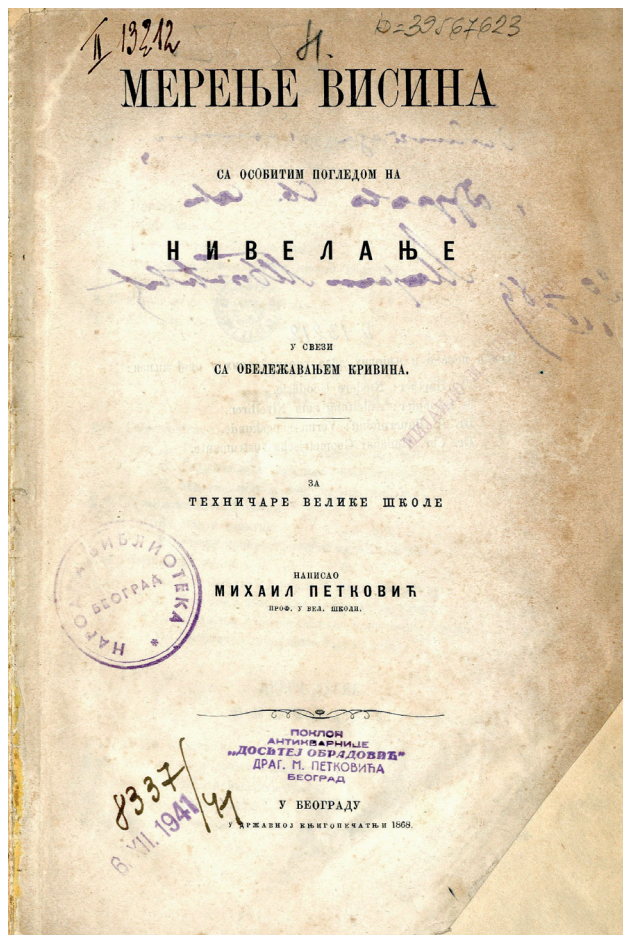 II 13212
D=39567623
МЕРЕЊЕ ВИСИНА
СА ОСОБИТИМ ПОГЛЕДОМ НА
НИВЕЛАЊЕ
У СВЕЗИ
СА ОБЕЛЕЖАВАЊЕМ КРИВИНА.
ЗА
ТЕХНИЧАРЕ ВЕЛИКЕ ШКОЛЕ
НАПИСАО
МИХАИЛ ПЕТКОВИЋ
ПРОФ. У ВЕЛ. ШКОЛИ.
НАРОДНА БИБЛИОТЕКА
БЕОГРАД
ПОКЛОН
АНТИКВАРНИЦЕ
„ДОСИТЕЈ ОБРАДОВИЋ“
ДРАГ. М. ПЕТКОВИЋА
БЕОГРАД
8337/41
6. XII. 1941
У БЕОГРАДУ
У ДРЖАВНОЈ КЊИГОПЕЧАТЊИ 1868.